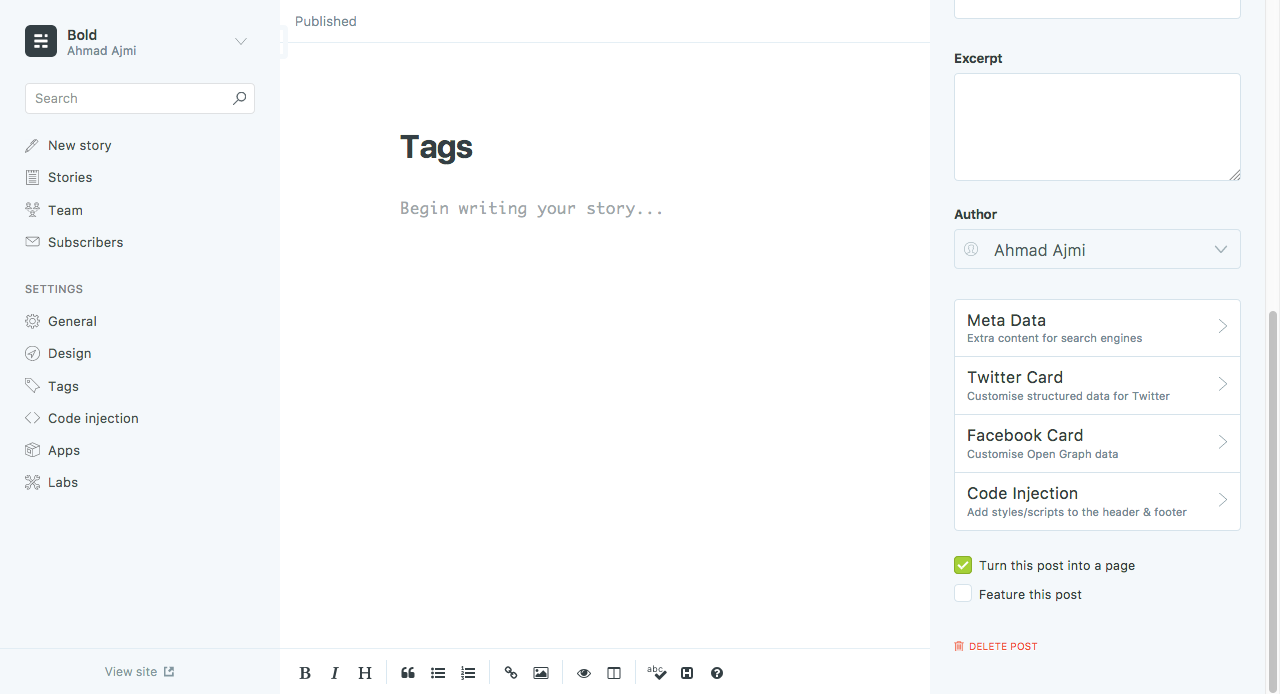 Bold
Ahmad Ajmi
Search
New story
Stories
Team
Subscribers
SETTINGS
General
Design
Tags
Code injection
Apps
Labs
View site
Published
Tags
Begin writing your story...
B I H
abc
Excerpt
Author
Ahmad Ajmi
Meta Data
Extra content for search engines
Twitter Card
Customise structured data for Twitter
Facebook Card
Customise Open Graph data
Code Injection
Add styles/scripts to the header & footer
Turn this post into a page
Feature this post
DELETE POST